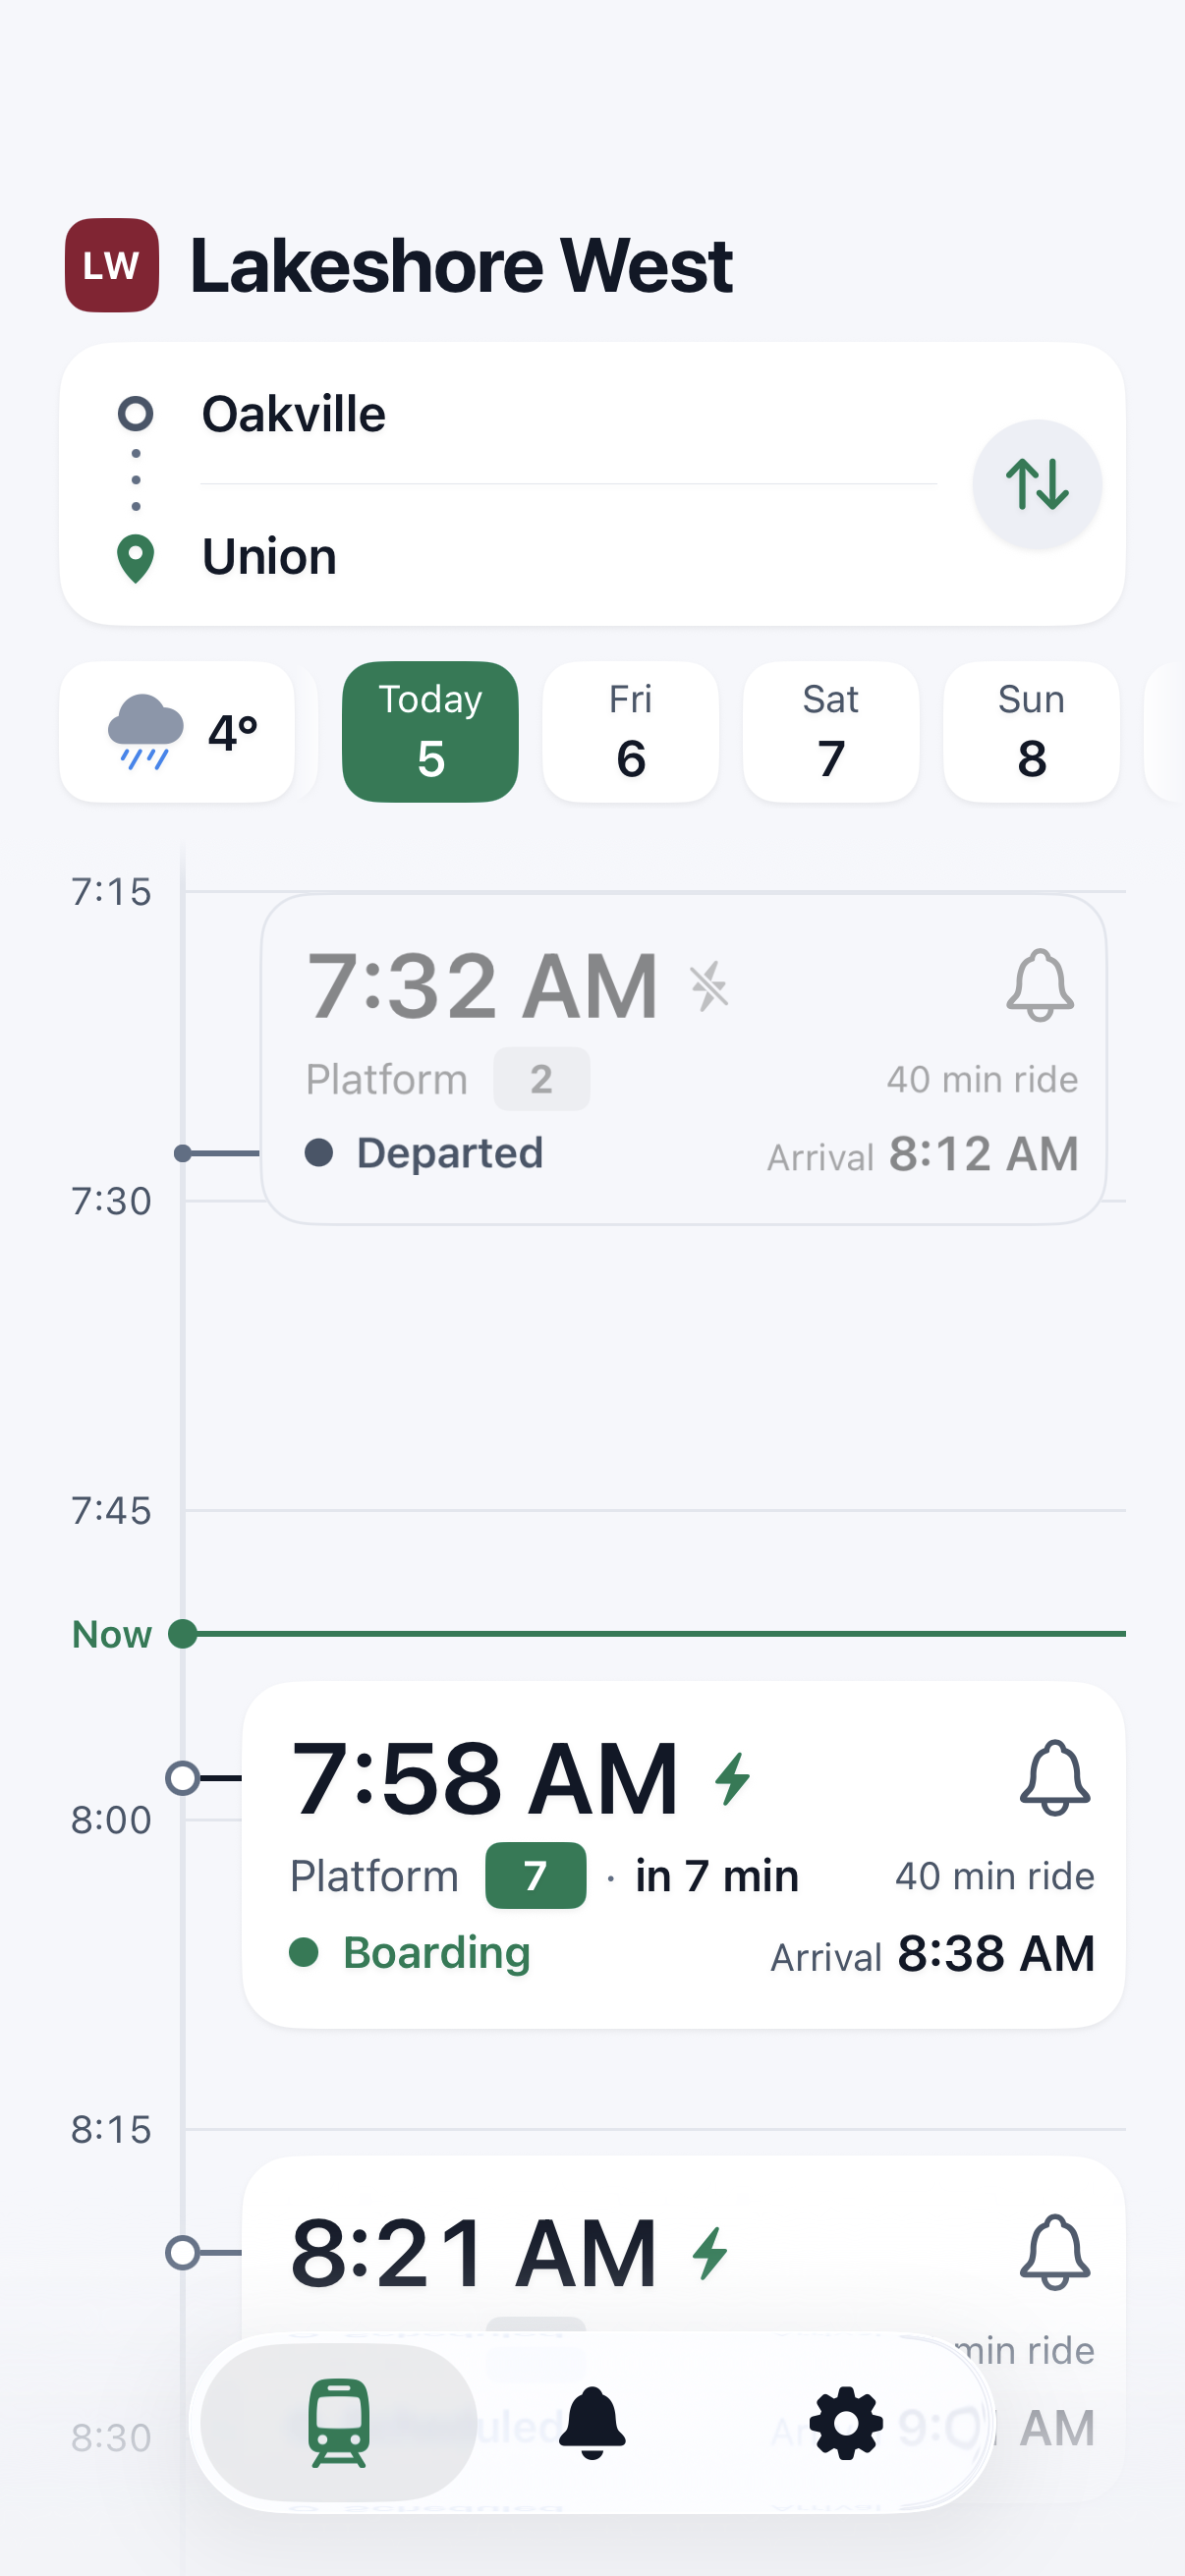 LW Lakeshore West
Oakville
Union
4°
Today 5
Fri 6
Sat 7
Sun 8
7:15
7:32 AM
Platform 2 40 min ride
Departed Arrival 8:12 AM
7:30
7:45
Now
7:58 AM
8:00
Platform 7 · in 7 min 40 min ride
Boarding Arrival 8:38 AM
8:15
8:21 AM
min ride
8:30 AM